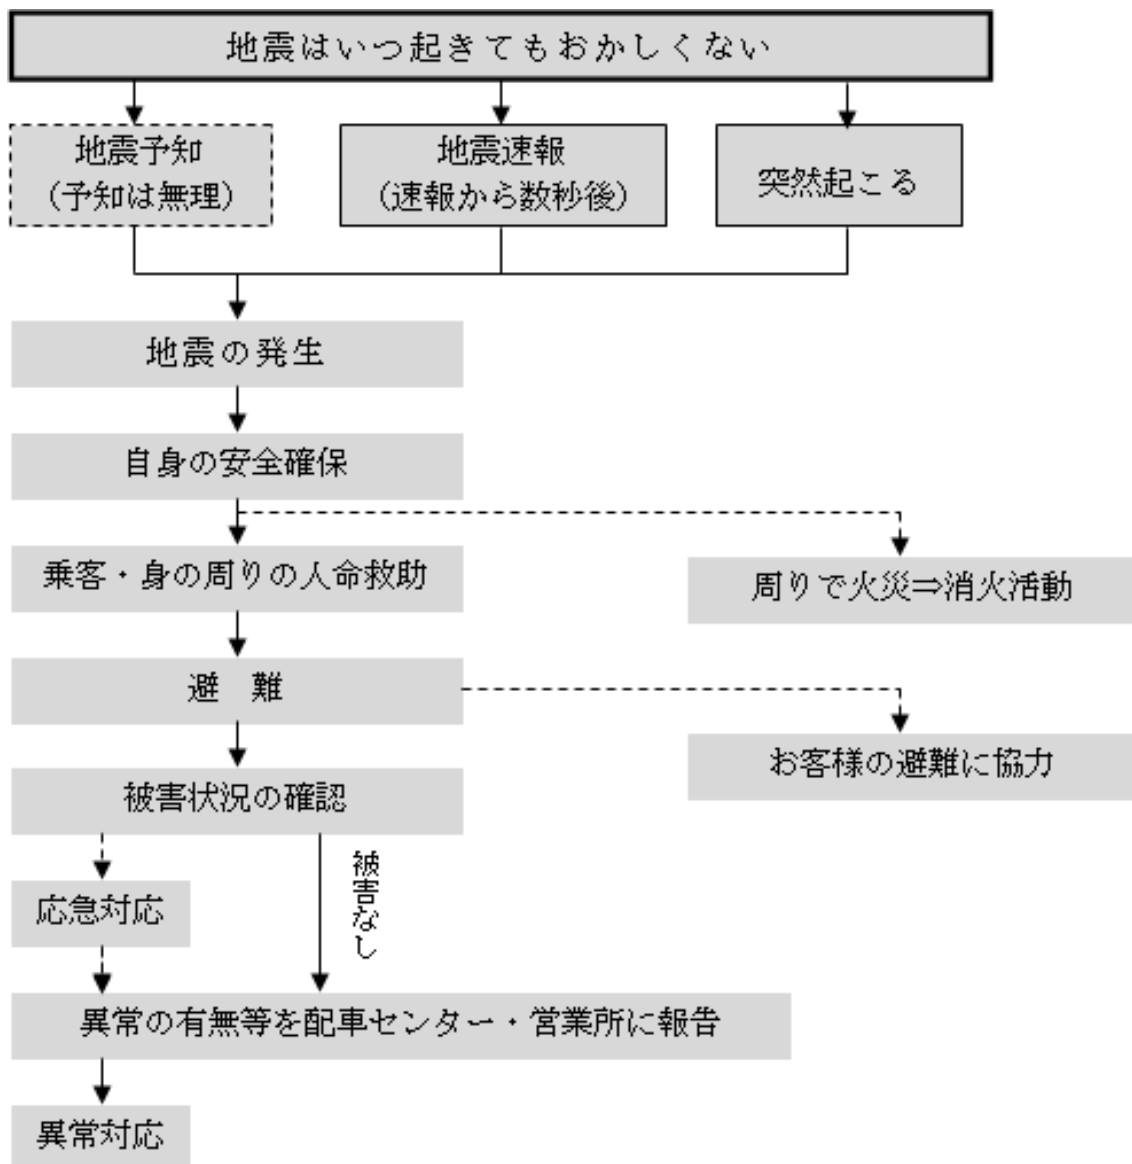 地震はいつ起きてもおかしくない
地震予知
(予知は無理)
地震速報
(速報から数秒後)
突然起こる
地震の発生
自身の安全確保
乗客・身の周りの人命救助
周りで火災⇒消火活動
避　難
お客様の避難に協力
被害状況の確認
被害なし
応急対応
異常の有無等を配車センター・営業所に報告
異常対応